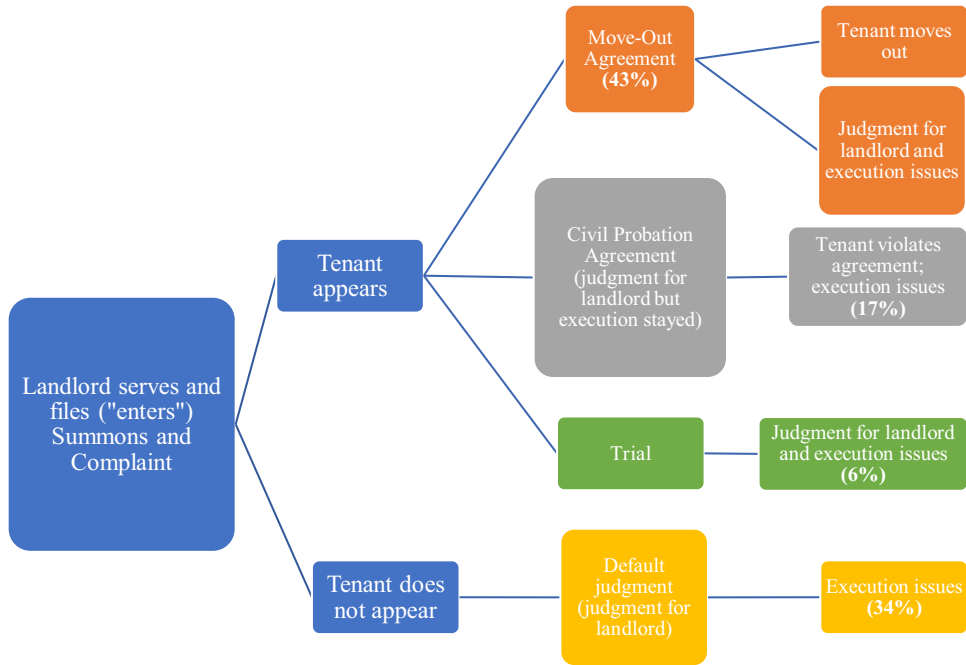 Landlord serves and
files ("enters")
Summons and
Complaint
Tenant
appears
Move-Out
Agreement
(43%)
Tenant moves
out
Judgment for
landlord and
execution issues
Civil Probation
Agreement
(judgment for
landlord but
execution stayed)
Tenant violates
agreement;
execution issues
(17%)
Trial
Judgment for landlord
and execution issues
(6%)
Tenant does
not appear
Default
judgment
(judgment for
landlord)
Execution issues
(34%)